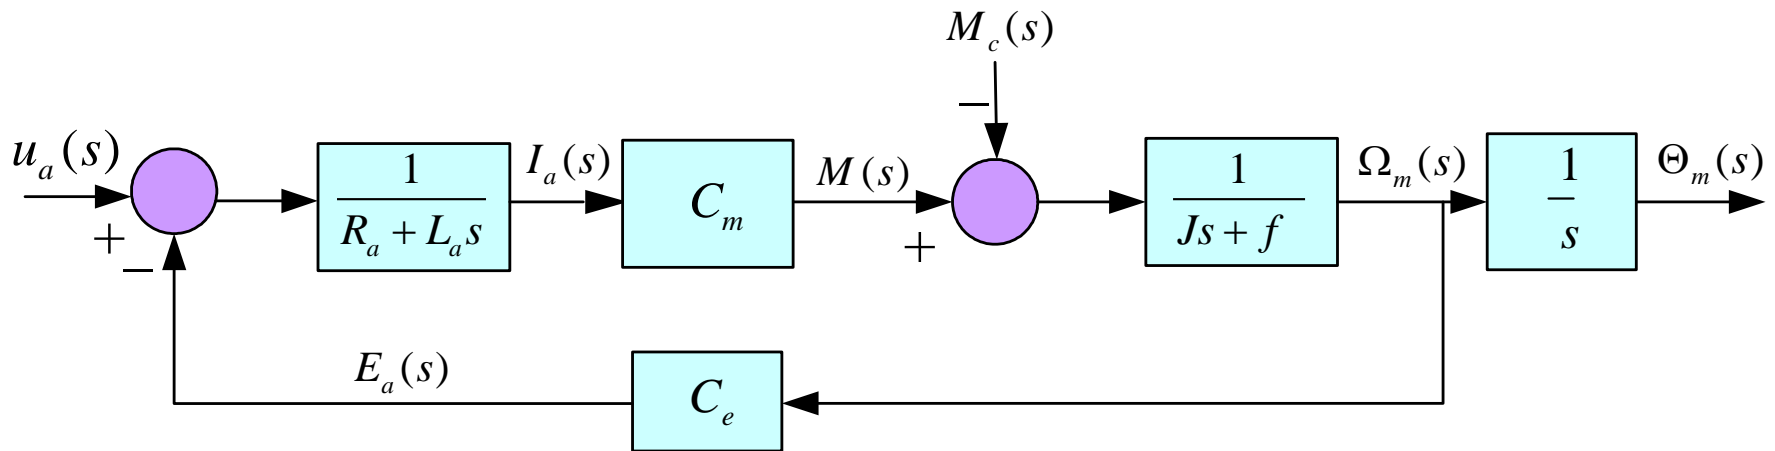 M_c(s)
−
u_a(s)
+
−
1/(R_a + L_a s)
I_a(s)
C_m
M(s)
+
1/(Js + f)
Ω_m(s)
1/s
Θ_m(s)
E_a(s)
C_e